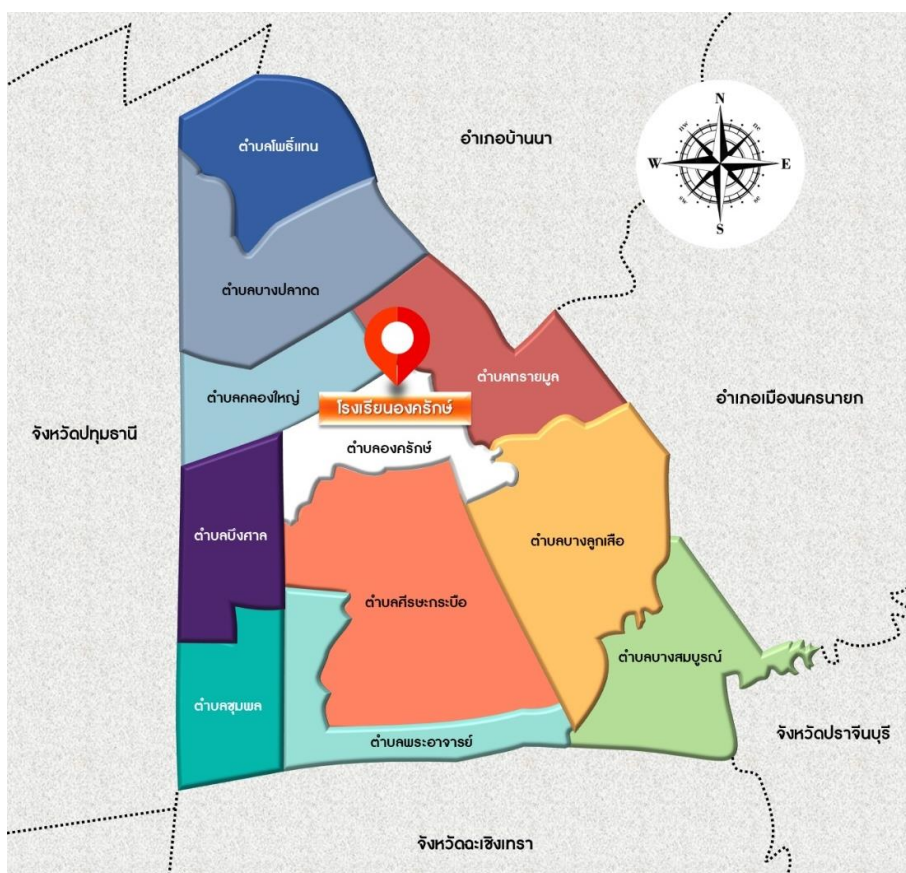 N
nw
ne
W
E
sw
se
S
อำเภอบ้านนา
ตำบลโพธิ์แทน
ตำบลบางปลากด
ตำบลทรายมูล
ตำบลคลองใหญ่
โรงเรียนองครักษ์
อำเภอเมืองนครนายก
จังหวัดปทุมธานี
ตำบลองครักษ์
ตำบลบึงศาล
ตำบลบางลูกเสือ
ตำบลศีรษะกระบือ
ตำบลบางสมบูรณ์
ตำบลชุมพล
จังหวัดปราจีนบุรี
ตำบลพระอาจารย์
จังหวัดฉะเชิงเทรา